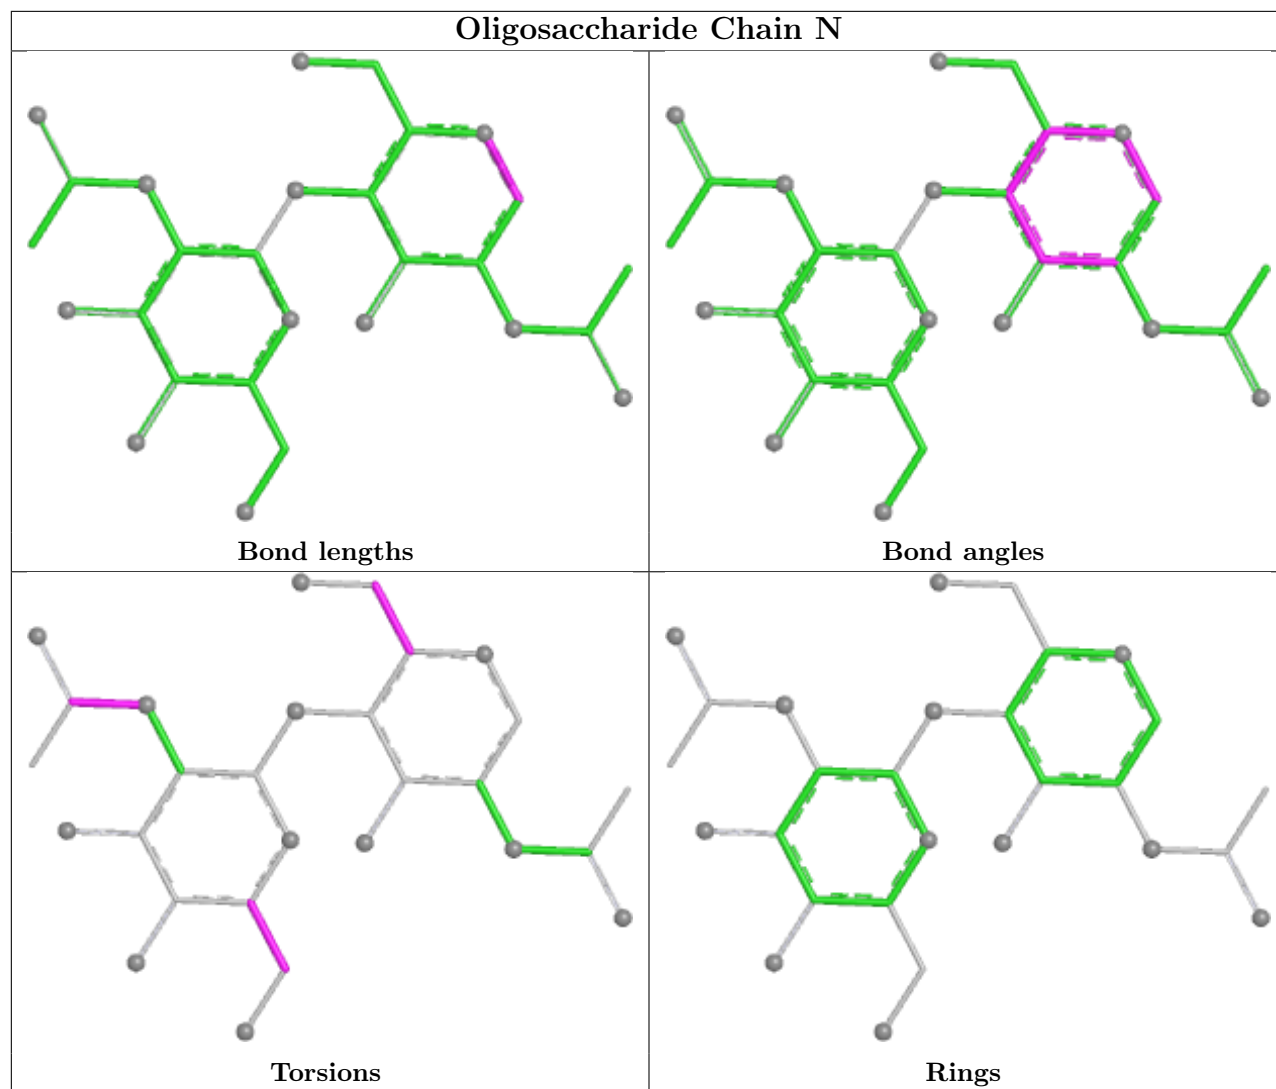 Oligosaccharide Chain N
Bond lengths
Bond angles
Torsions
Rings